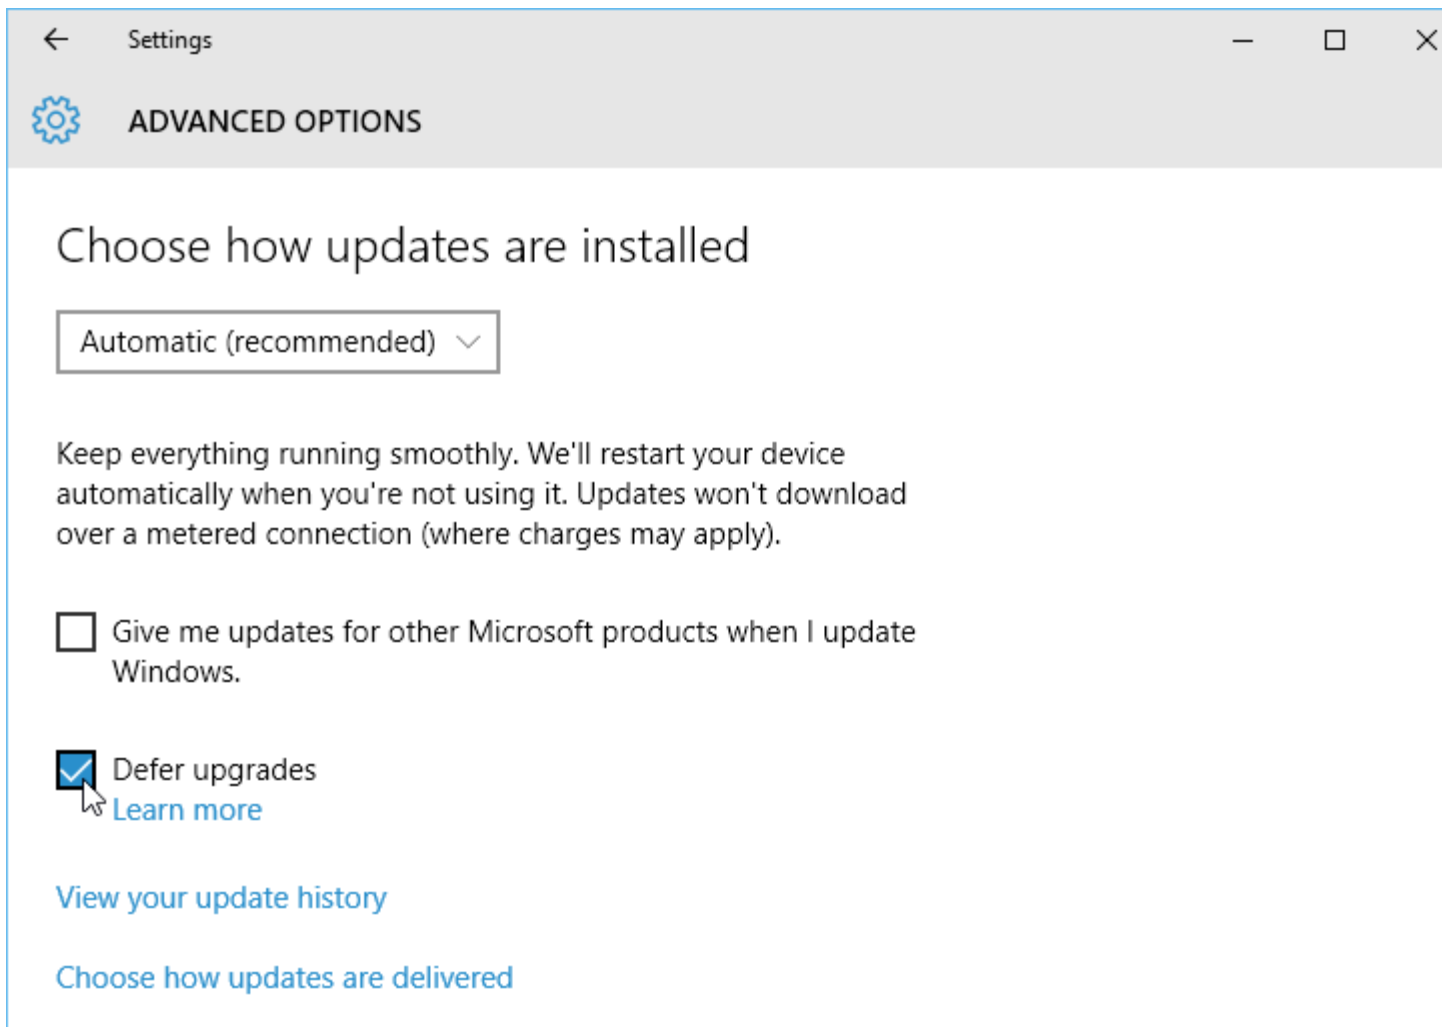 Settings
ADVANCED OPTIONS
Choose how updates are installed
Automatic (recommended)
Keep everything running smoothly. We'll restart your device
automatically when you're not using it. Updates won't download
over a metered connection (where charges may apply).
Give me updates for other Microsoft products when I update
Windows.
Defer upgrades
Learn more
View your update history
Choose how updates are delivered